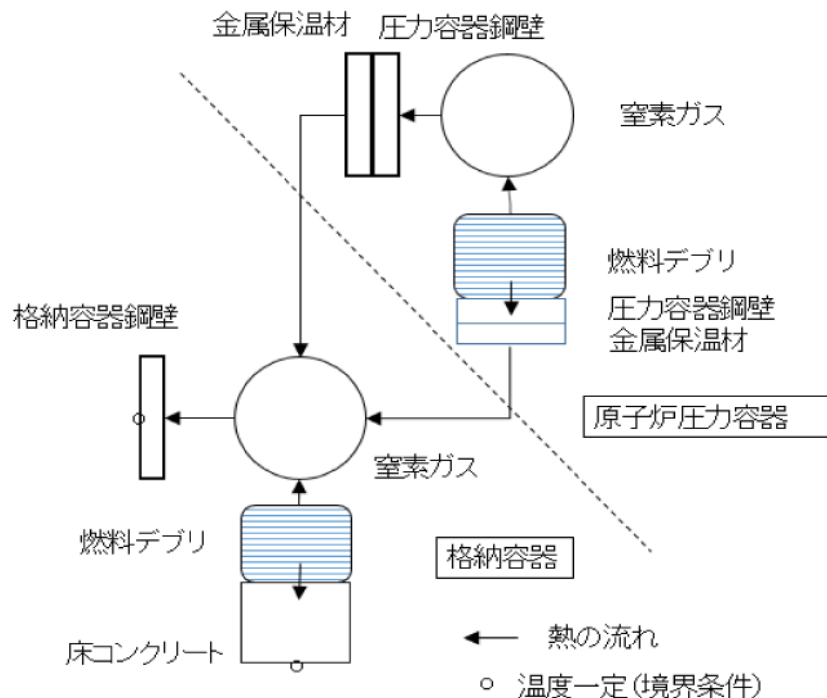 金属保温材 圧力容器鋼壁
窒素ガス
燃料デブリ
圧力容器鋼壁
金属保温材
格納容器鋼壁
原子炉圧力容器
窒素ガス
燃料デブリ
格納容器
床コンクリート
熱の流れ
温度一定(境界条件)